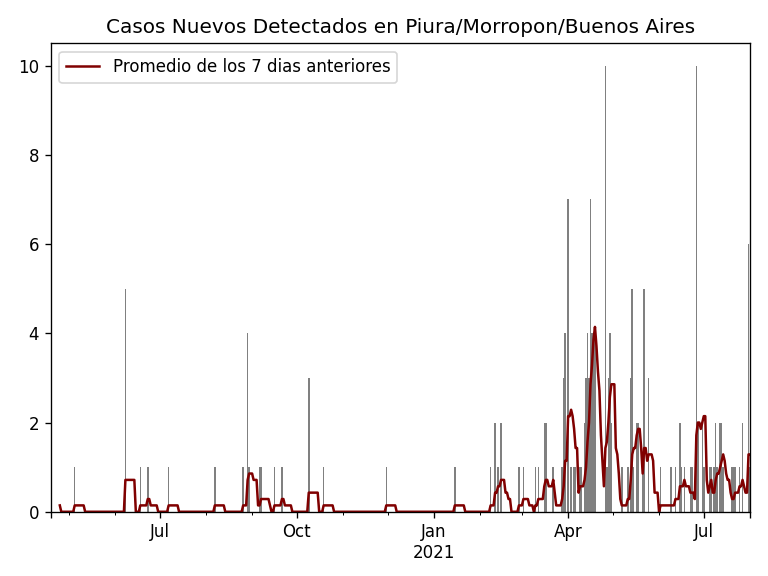 Casos Nuevos Detectados en Piura/Morropon/Buenos Aires
Promedio de los 7 dias anteriores
10
8
6
4
2
0
Jul
Oct
Jan
2021
Apr
Jul